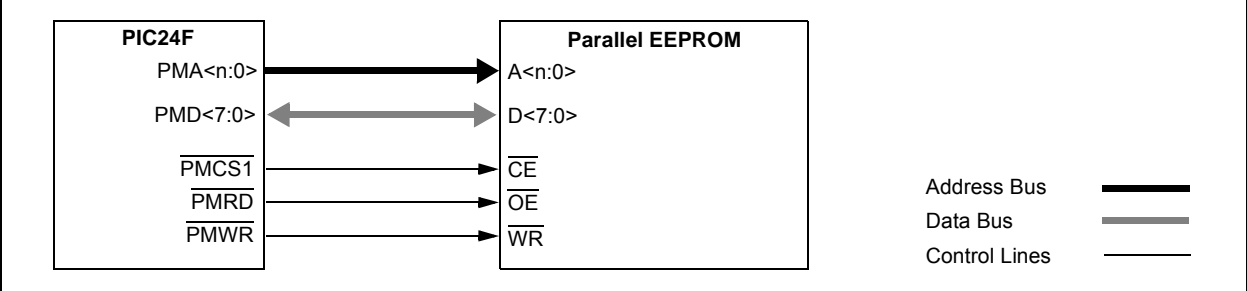 PIC24F Parallel EEPROM
PMA<n:0> A<n:0>
PMD<7:0> D<7:0>
PMCS1 CE
PMRD OE
PMWR WR
Address Bus
Data Bus
Control Lines